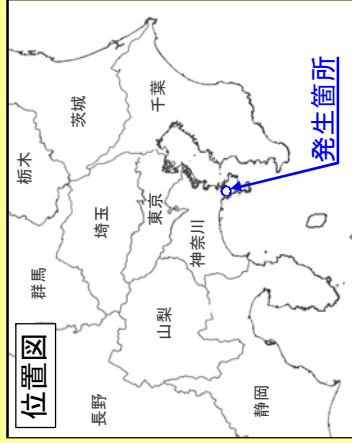 位置図
栃木
群馬
茨城
長野
埼玉
東京
千葉
山梨
神奈川
静岡
発生箇所